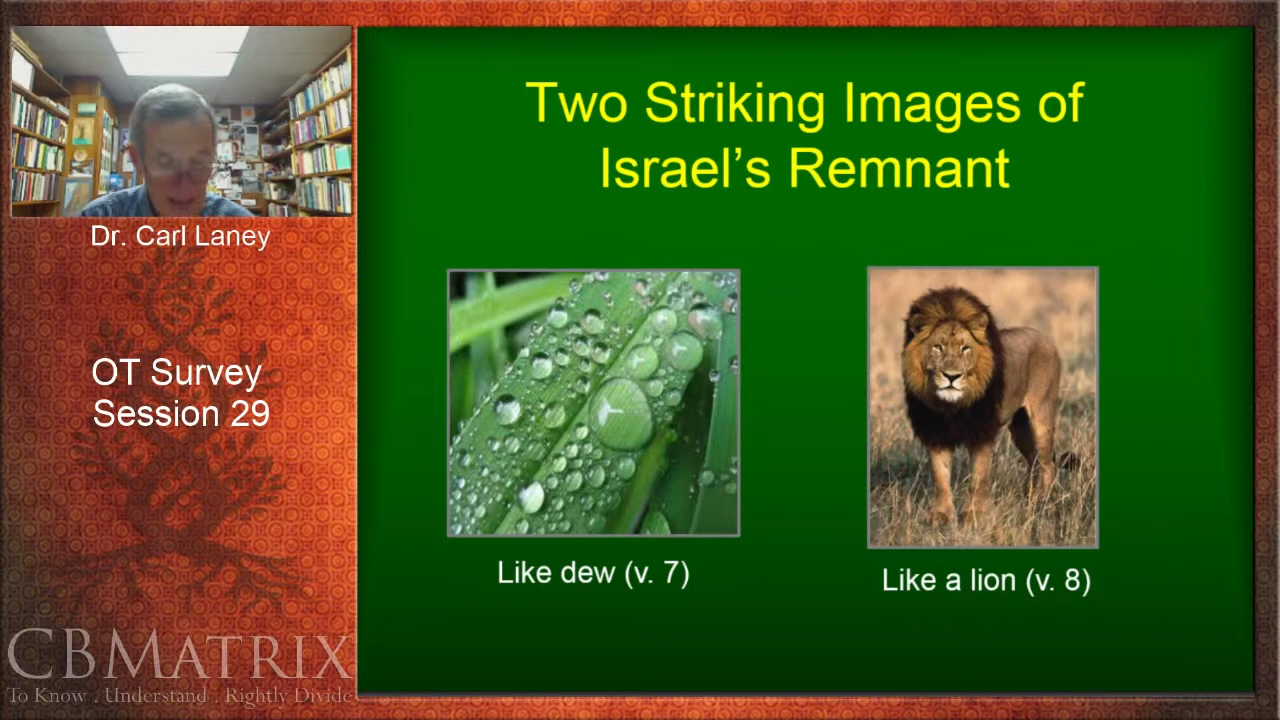 Dr. Carl Laney
OT Survey
Session 29
CBMATRIX
To Know . Understand . Rightly Divide
Two Striking Images of
Israel’s Remnant
Like dew (v. 7)
Like a lion (v. 8)